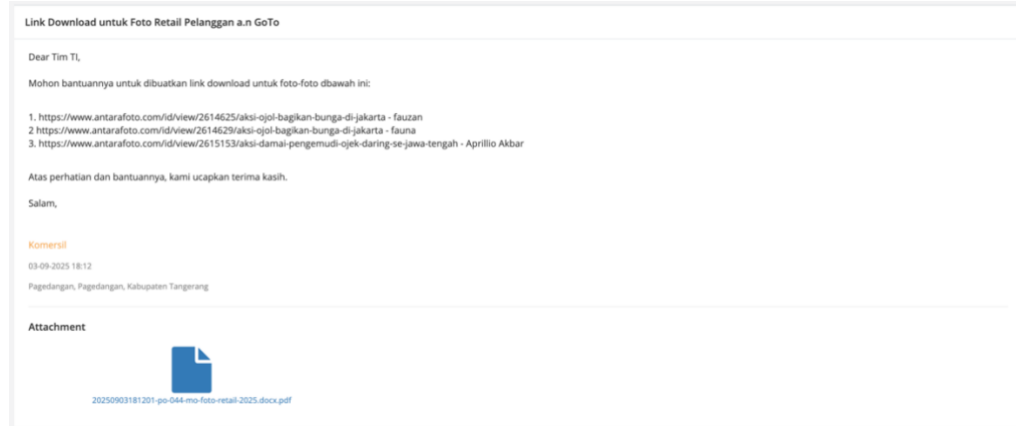 Link Download untuk Foto Retail Pelanggan a.n GoTo
Dear Tim TI,
Mohon bantuannya untuk dibuatkan link download untuk foto-foto dbawah ini:
1. https://www.antarafoto.com/id/view/2614625/aksi-ojol-bagikan-bunga-di-jakarta - fauzan
2 https://www.antarafoto.com/id/view/2614629/aksi-ojol-bagikan-bunga-di-jakarta - fauna
3. https://www.antarafoto.com/id/view/2615153/aksi-damai-pengemudi-ojek-daring-se-jawa-tengah - Aprillio Akbar
Atas perhatian dan bantuannya, kami ucapkan terima kasih.
Salam,
Komersil
03-09-2025 18:12
Pagedangan, Pagedangan, Kabupaten Tangerang
Attachment
20250903181201-po-044-mo-foto-retail-2025.docx.pdf